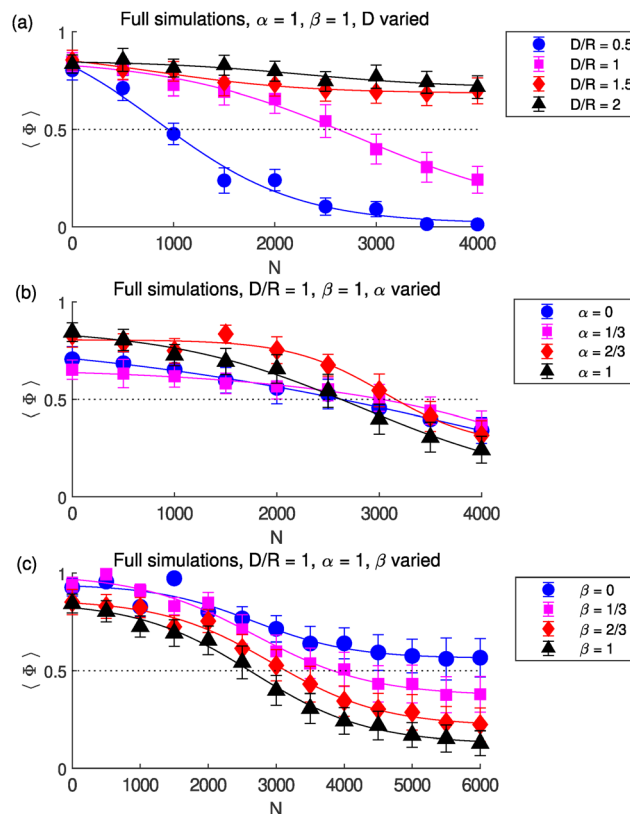 (a) Full simulations, α = 1, β = 1, D varied
1
0.5
0
⟨ Φ ⟩
0 1000 2000 3000 4000
N
D/R = 0.5
D/R = 1
D/R = 1.5
D/R = 2
(b) Full simulations, D/R = 1, β = 1, α varied
1
0.5
0
⟨ Φ ⟩
0 1000 2000 3000 4000
N
α = 0
α = 1/3
α = 2/3
α = 1
(c) Full simulations, D/R = 1, α = 1, β varied
1
0.5
0
⟨ Φ ⟩
0 1000 2000 3000 4000 5000 6000
N
β = 0
β = 1/3
β = 2/3
β = 1